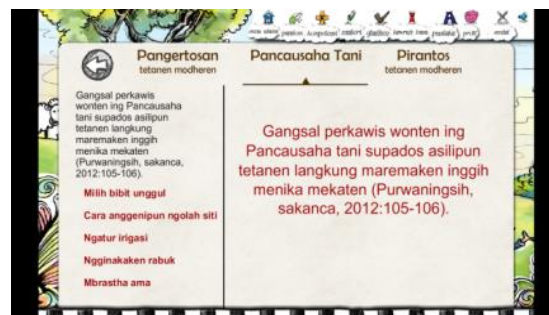 Pangertosan
tetanen modheren
Pancausaha Tani
Pirantos
tetanen modheren
Gangsal perkawis
wonten ing Pancausaha
tani supados asilipun
tetanen langkung
maremaken inggih
menika mekaten
(Purwaningsih, sakanca,
2012:105-106).
Milih bibit unggul
Cara anggenipun ngolah siti
Ngatur irigasi
Ngginakaken rabuk
Mbrastha ama
Gangsal perkawis wonten ing
Pancausaha tani supados asilipun
tetanen langkung maremaken inggih
menika mekaten (Purwaningsih,
sakanca, 2012:105-106).